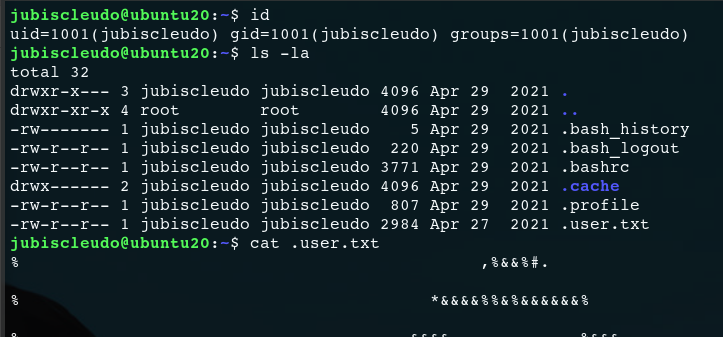 jubiscleudo@ubuntu20:~$ id
uid=1001(jubiscleudo) gid=1001(jubiscleudo) groups=1001(jubiscleudo)
jubiscleudo@ubuntu20:~$ ls -la
total 32
drwxr-x--- 3 jubiscleudo jubiscleudo 4096 Apr 29  2021 .
drwxr-xr-x 4 root        root        4096 Apr 29  2021 ..
-rw------- 1 jubiscleudo jubiscleudo    5 Apr 29  2021 .bash_history
-rw-r--r-- 1 jubiscleudo jubiscleudo  220 Apr 29  2021 .bash_logout
-rw-r--r-- 1 jubiscleudo jubiscleudo 3771 Apr 29  2021 .bashrc
drwx------ 2 jubiscleudo jubiscleudo 4096 Apr 29  2021 .cache
-rw-r--r-- 1 jubiscleudo jubiscleudo  807 Apr 29  2021 .profile
-rw-r--r-- 1 jubiscleudo jubiscleudo 2984 Apr 27  2021 .user.txt
jubiscleudo@ubuntu20:~$ cat .user.txt
%                                              ,%&&%#.
%                                         *&&&&%%&%&&&&&&%